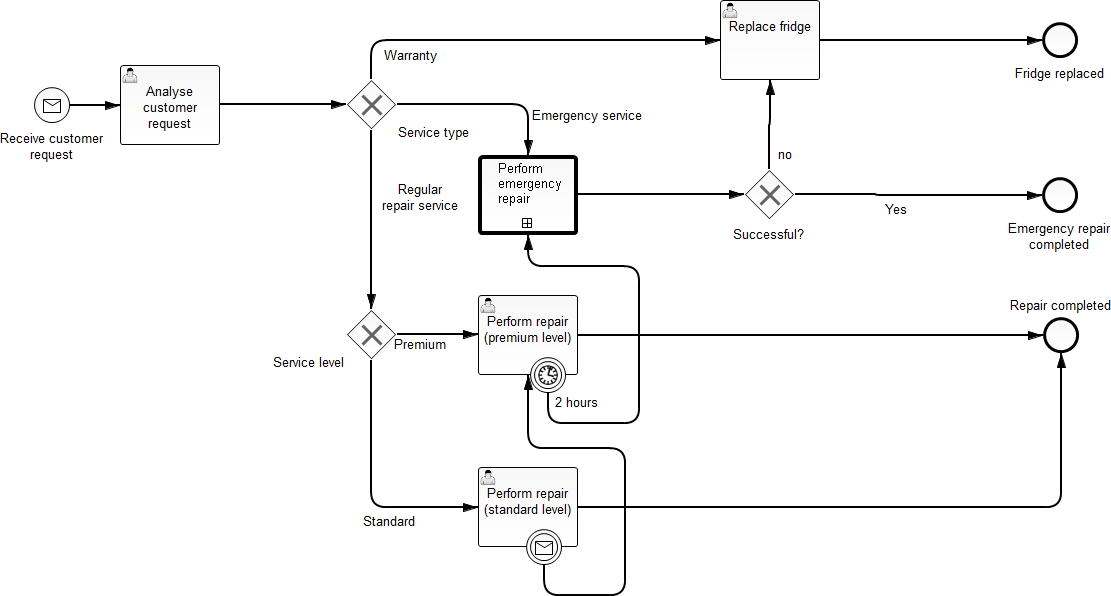 Replace fridge
Warranty
Fridge replaced
Analyse
customer
request
Receive customer
request
Service type
Emergency service
no
Perform
emergency
repair
Regular
repair service
Successful?
Yes
Emergency repair
completed
Repair completed
Perform repair
(premium level)
Premium
Service level
2 hours
Perform repair
(standard level)
Standard